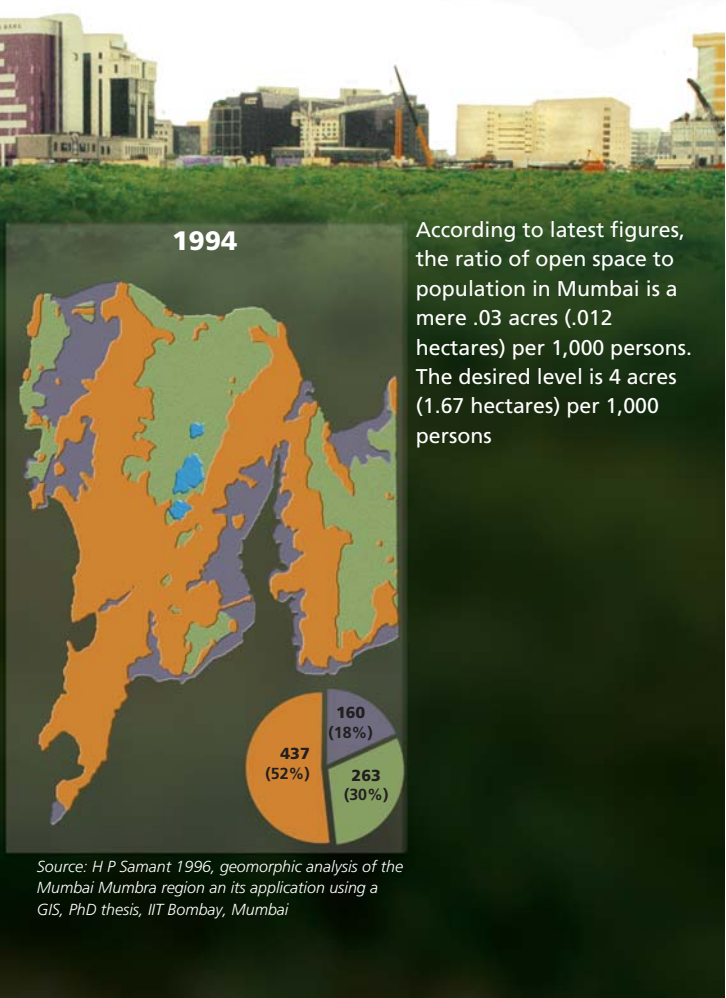 1994
According to latest figures,
the ratio of open space to
population in Mumbai is a
mere .03 acres (.012
hectares) per 1,000 persons.
The desired level is 4 acres
(1.67 hectares) per 1,000
persons
160
(18%)
437
(52%)
263
(30%)
Source: H P Samant 1996, geomorphic analysis of the
Mumbai Mumbra region an its application using a
GIS, PhD thesis, IIT Bombay, Mumbai